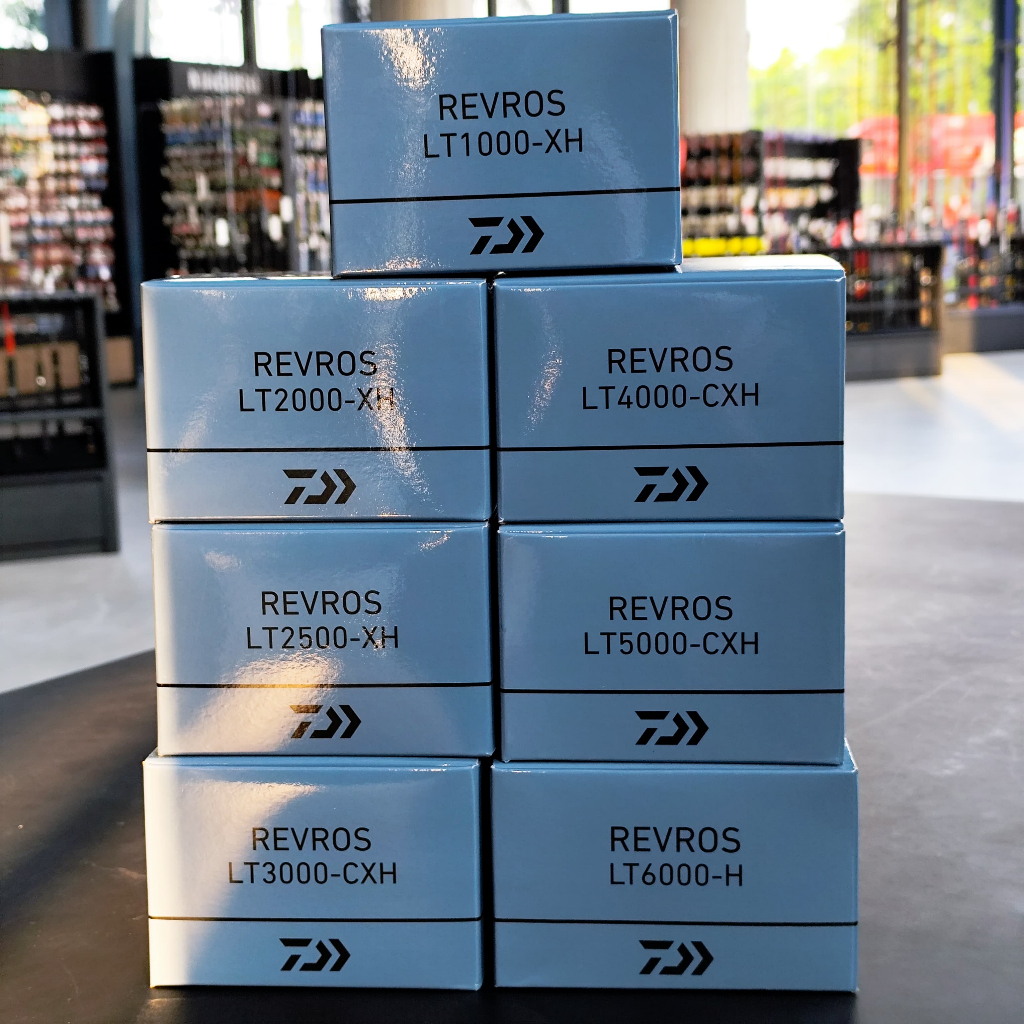 REVROS
LT1000-XH
REVROS
LT2000-XH
REVROS
LT4000-CXH
REVROS
LT2500-XH
REVROS
LT5000-CXH
REVROS
LT3000-CXH
REVROS
LT6000-H